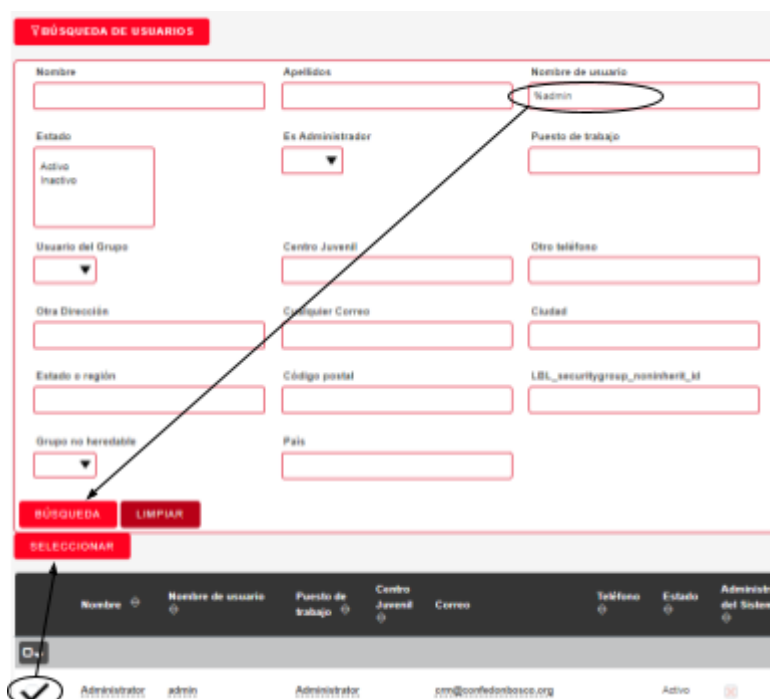 BÚSQUEDA DE USUARIOS
Nombre Apellidos Nombre de usuario
%admin
Estado Es Administrador Puesto de trabajo
Activo
Inactivo
Usuario del Grupo Centro Juvenil Otro teléfono
Otra Dirección Cualquier Correo Ciudad
Estado o región Código postal LBL_securitygroup_noninherit_id
Grupo no heredable País
BÚSQUEDA LIMPIAR
SELECCIONAR
Nombre Nombre de usuario Puesto de trabajo Centro Juvenil Correo Teléfono Estado Administr del Sistem
Administrator admin Administrator crm@confedonbosco.org Activo